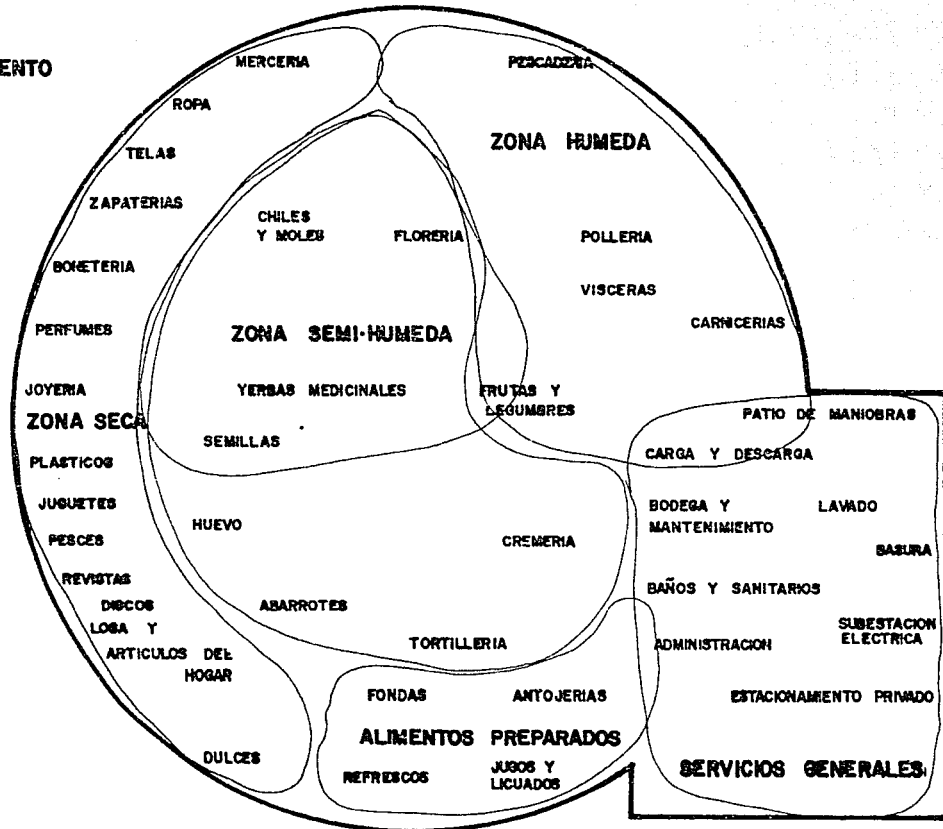 ENTO
MERCERIA
ROPA
TELAS
ZAPATERIAS
BONETERIA
PERFUMES
JOYERIA
ZONA SECA
PLASTICOS
JUGUETES
PESCES
REVISTAS
DISCOS
LOSA Y
ARTICULOS DEL
HOGAR
DULCES
PESCADERIA
ZONA HUMEDA
POLLERIA
VISCERAS
CARNICERIAS
FRUTAS Y
LEGUMBRES
CHILES
Y MOLES
FLORERIA
ZONA SEMI-HUMEDA
YERBAS MEDICINALES
SEMILLAS
HUEVO
CREMERIA
ABARROTES
TORTILLERIA
FONDAS
ANTOJERIAS
ALIMENTOS PREPARADOS
REFRESCOS
JUGOS Y
LICUADOS
PATIO DE MANIOBRAS
CARGA Y DESCARGA
BODEGA Y
MANTENIMIENTO
LAVADO
BASURA
BAÑOS Y SANITARIOS
ADMINISTRACION
SUBESTACION
ELECTRICA
ESTACIONAMIENTO PRIVADO
SERVICIOS GENERALES